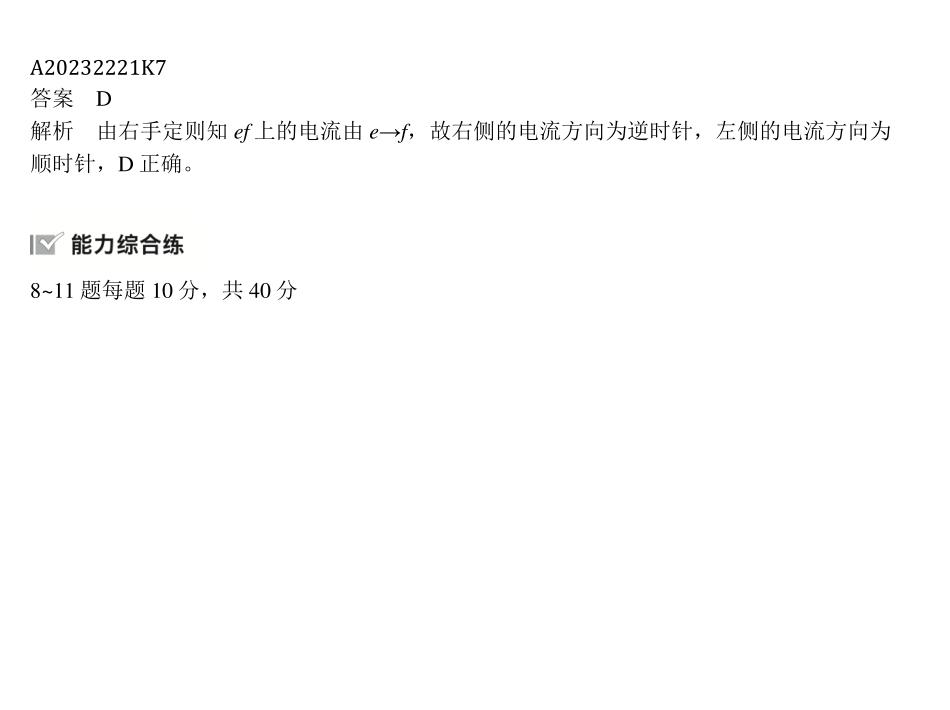 A20232221K7
答案　D
解析　由右手定则知 ef 上的电流由 e→f，故右侧的电流方向为逆时针，左侧的电流方向为
顺时针，D 正确。
能力综合练
8~11 题每题 10 分，共 40 分